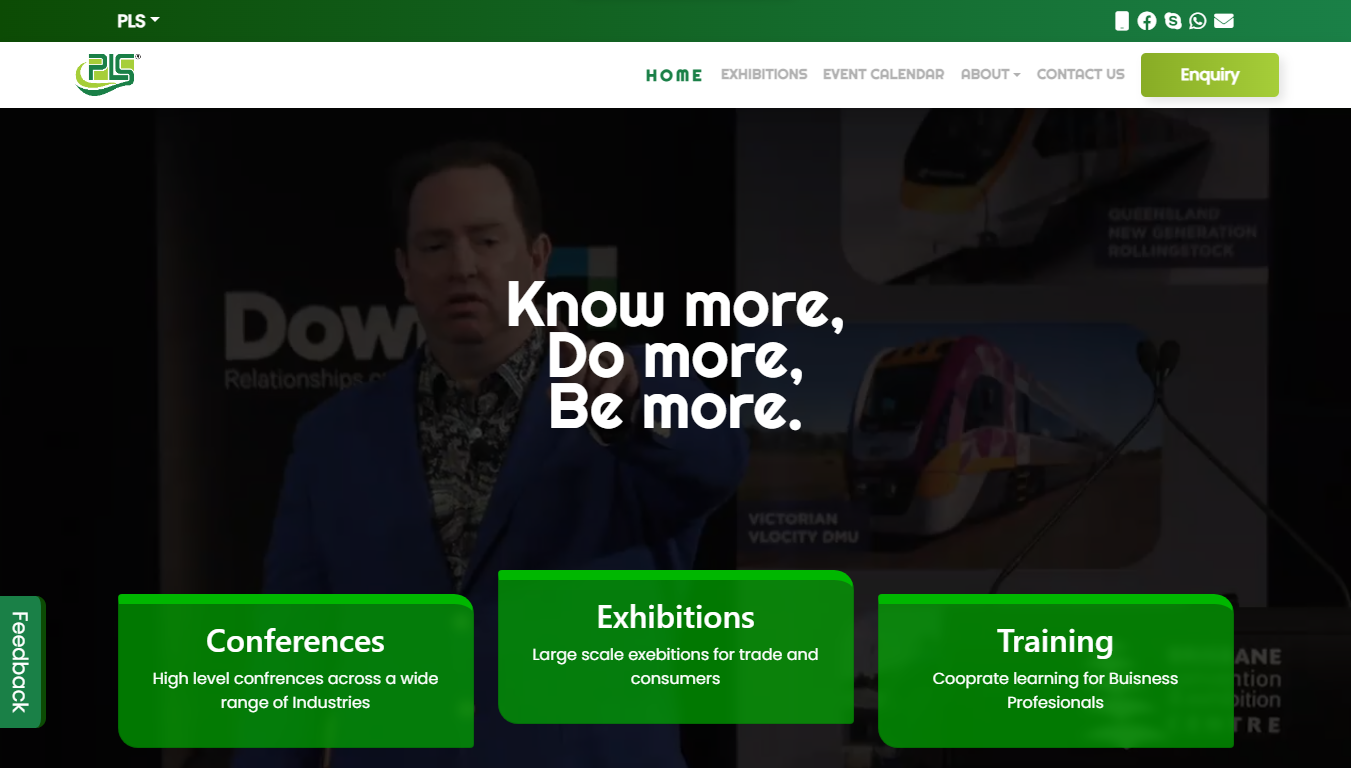 PLS
PLS
HOME EXHIBITIONS EVENT CALENDAR ABOUT CONTACT US Enquiry
QUEENSLAND
NEW GENERATION
ROLLINGSTOCK
Know more,
Do more,
Be more.
Dow
Relationships
VICTORIAN
VLOCITY DMU
Feedback
Conferences
High level confrences across a wide
range of Industries
Exhibitions
Large scale exebitions for trade and
consumers
Training
Cooprate learning for Buisness
Profesionals